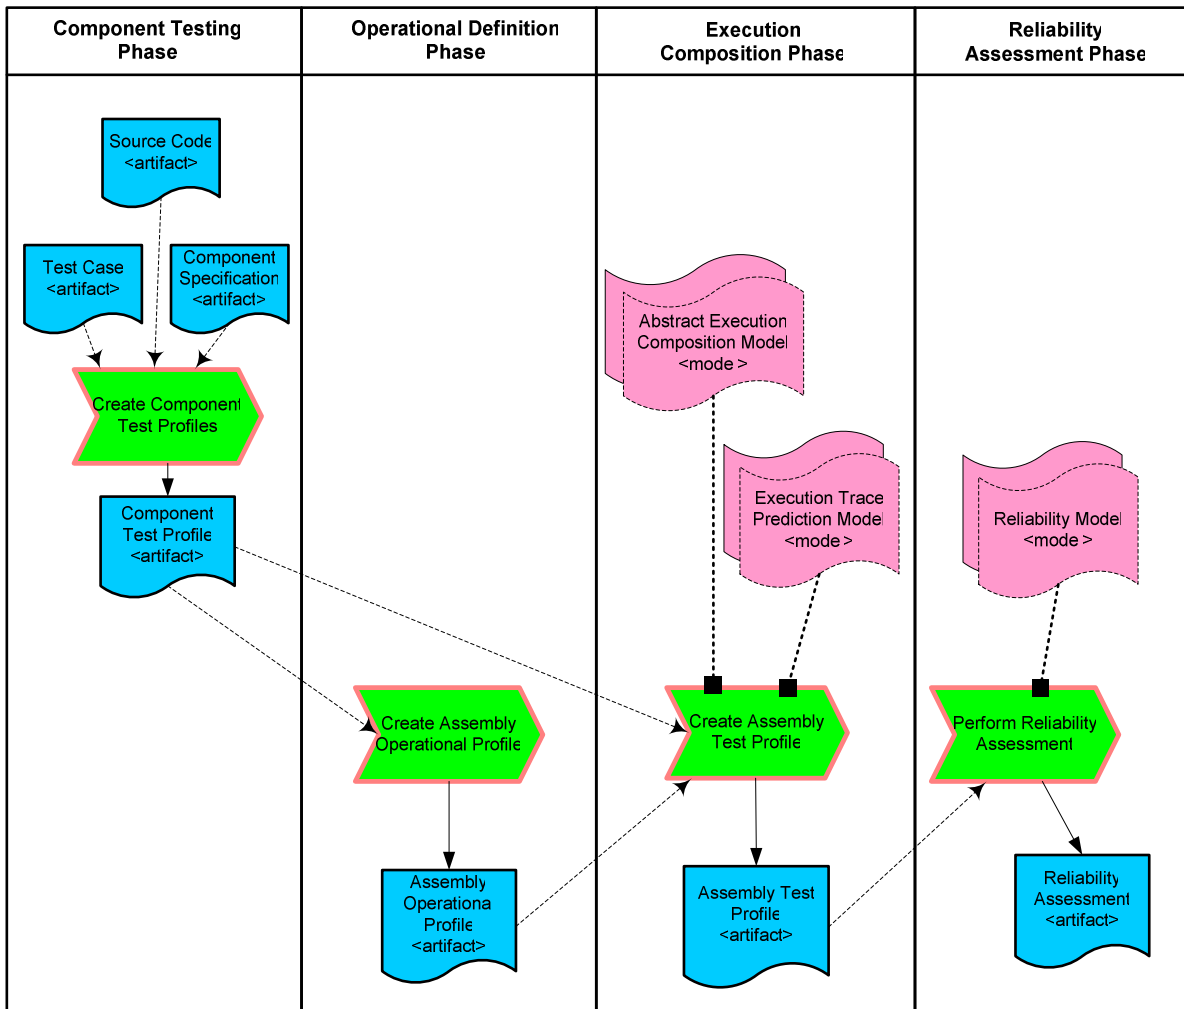 Component Testing
Phase
Operational Definition
Phase
Execution
Composition Phase
Reliability
Assessment Phase
Source Code
<artifact>
Test Case
<artifact>
Component
Specification
<artifact>
Create Component
Test Profiles
Component
Test Profile
<artifact>
Create Assembly
Operational Profile
Assembly
Operationa
Profile
<artifact>
Abstract Execution
Composition Model
<mode >
Execution Trace
Prediction Model
<mode >
Create Assembly
Test Profile
Assembly Test
Profile
<artifact>
Reliability Model
<mode >
Perform Reliability
Assessment
Reliability
Assessment
<artifact>